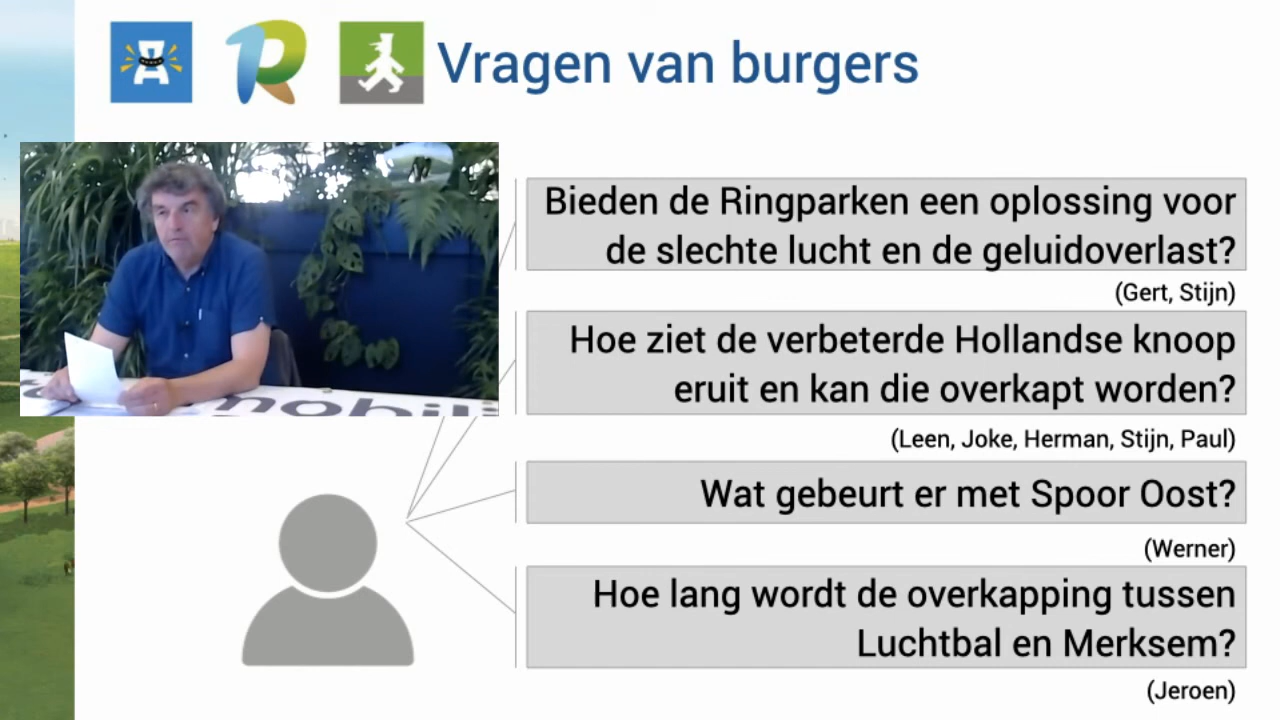 Vragen van burgers
Bieden de Ringparken een oplossing voor
de slechte lucht en de geluidoverlast?
(Gert, Stijn)
Hoe ziet de verbeterde Hollandse knoop
eruit en kan die overkapt worden?
(Leen, Joke, Herman, Stijn, Paul)
Wat gebeurt er met Spoor Oost?
(Werner)
Hoe lang wordt de overkapping tussen
Luchtbal en Merksem?
(Jeroen)